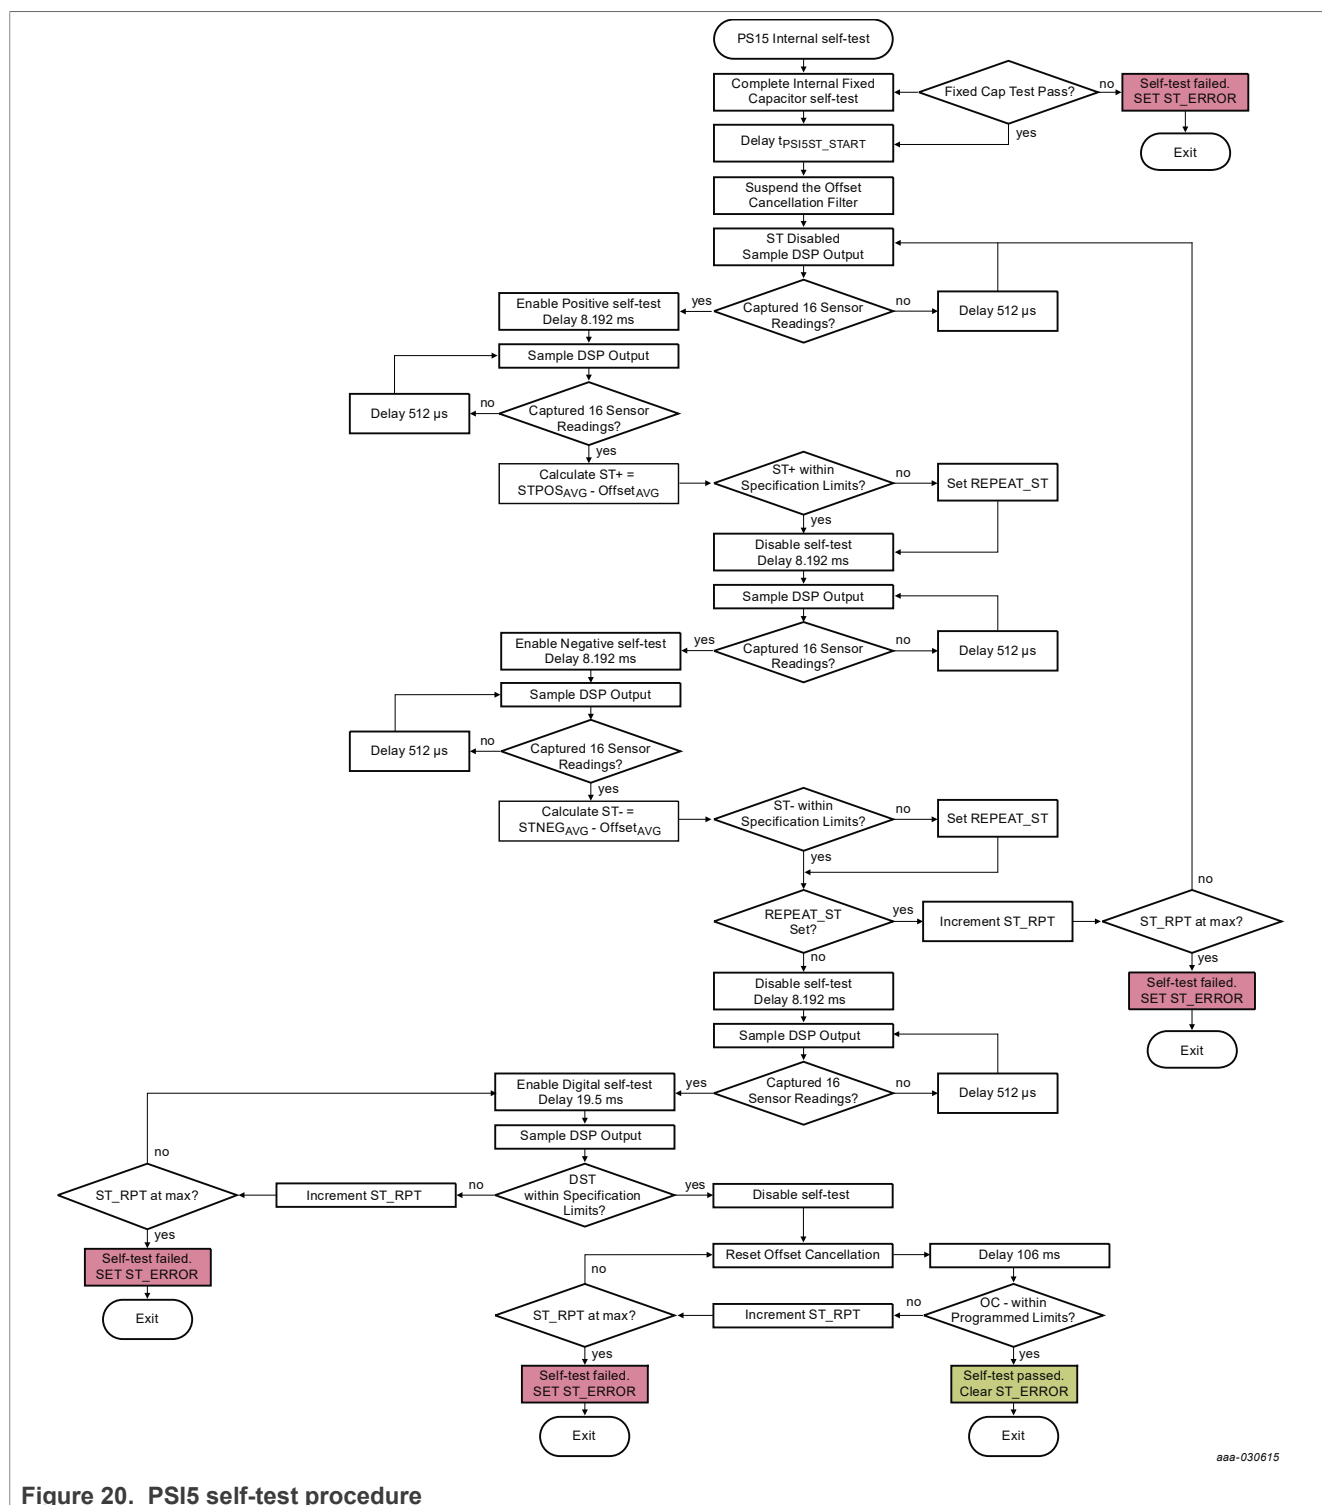 PS15 Internal self-test
Complete Internal Fixed
Capacitor self-test
Fixed Cap Test Pass?
no
Self-test failed.
SET ST_ERROR
yes
Exit
Delay tPSI5ST_START
Suspend the Offset
Cancellation Filter
ST Disabled
Sample DSP Output
Captured 16 Sensor
Readings?
no
Delay 512 µs
yes
Enable Positive self-test
Delay 8.192 ms
Sample DSP Output
Captured 16 Sensor
Readings?
no
Delay 512 µs
yes
Calculate ST+ =
STPOSAVG - OffsetAVG
ST+ within
Specification Limits?
no
Set REPEAT_ST
yes
Disable self-test
Delay 8.192 ms
Sample DSP Output
Captured 16 Sensor
Readings?
no
Delay 512 µs
yes
Enable Negative self-test
Delay 8.192 ms
Sample DSP Output
Captured 16 Sensor
Readings?
no
Delay 512 µs
yes
Calculate ST- =
STNEGAVG - OffsetAVG
ST- within
Specification Limits?
no
Set REPEAT_ST
yes
REPEAT_ST
Set?
yes
Increment ST_RPT
ST_RPT at max?
no
yes
Self-test failed.
SET ST_ERROR
Exit
no
Disable self-test
Delay 8.192 ms
Sample DSP Output
Captured 16
Sensor Readings?
no
Delay 512 µs
yes
Enable Digital self-test
Delay 19.5 ms
Sample DSP Output
DST
within Specification
Limits?
no
Increment ST_RPT
ST_RPT at max?
no
yes
Self-test failed.
SET ST_ERROR
Exit
yes
Disable self-test
Reset Offset Cancellation
Delay 106 ms
OC - within
Programmed Limits?
no
Increment ST_RPT
ST_RPT at max?
no
yes
Self-test failed.
SET ST_ERROR
Exit
yes
Self-test passed.
Clear ST_ERROR
Exit
aaa-030615
Figure 20. PSI5 self-test procedure